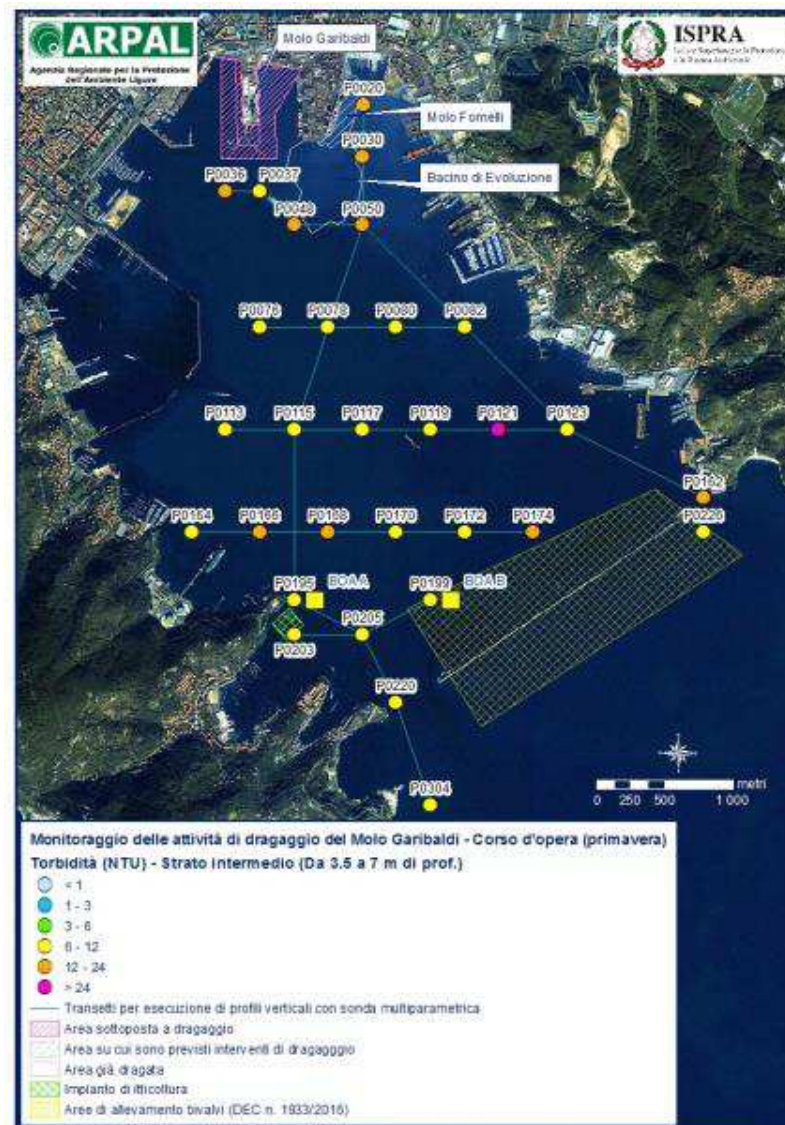 ARPAL
Agenzia Regionale per la Protezione
dell'Ambiente Ligure
ISPRA
Molo Garibaldi
P0020
Molo Fornelli
P0030
Bacino di Evoluzione
P0036
P0037
P0048
P0050
P0076
P0078
P0080
P0082
P0113
P0115
P0117
P0119
P0121
P0123
P0162
P0164
P0166
P0168
P0170
P0172
P0174
P0226
P0195
BOA A
P0199
BOA B
P0203
P0205
P0220
P0304
metri
0 250 500 1 000
Monitoraggio delle attività di dragaggio del Molo Garibaldi - Corso d'opera (primavera)
Torbidità (NTU) - Strato intermedio (Da 3.5 a 7 m di prof.)
< 1
1 - 3
3 - 6
6 - 12
12 - 24
> 24
Transetti per esecuzione di profili verticali con sonda multiparametrica
Area sottoposta a dragaggio
Area su cui sono previsti interventi di dragagggio
Area già dragata
Impianto di itticoltura
Aree di allevamento bivalvi (DEC n. 1933/2016)